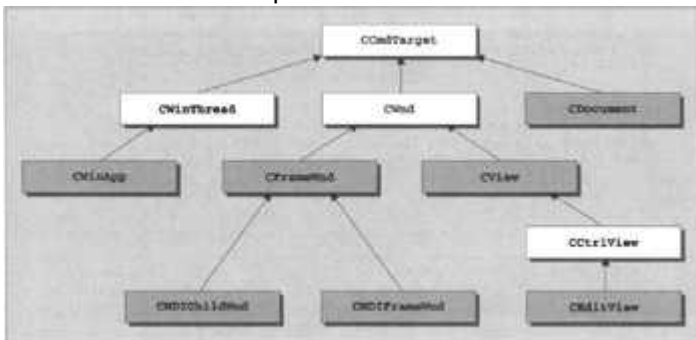 CCmdTarget
CWinThread
CWnd
CDocument
CWinApp
CFrameWnd
CView
CCtrlView
CMDIChildWnd
CMDIFrameWnd
CEditView